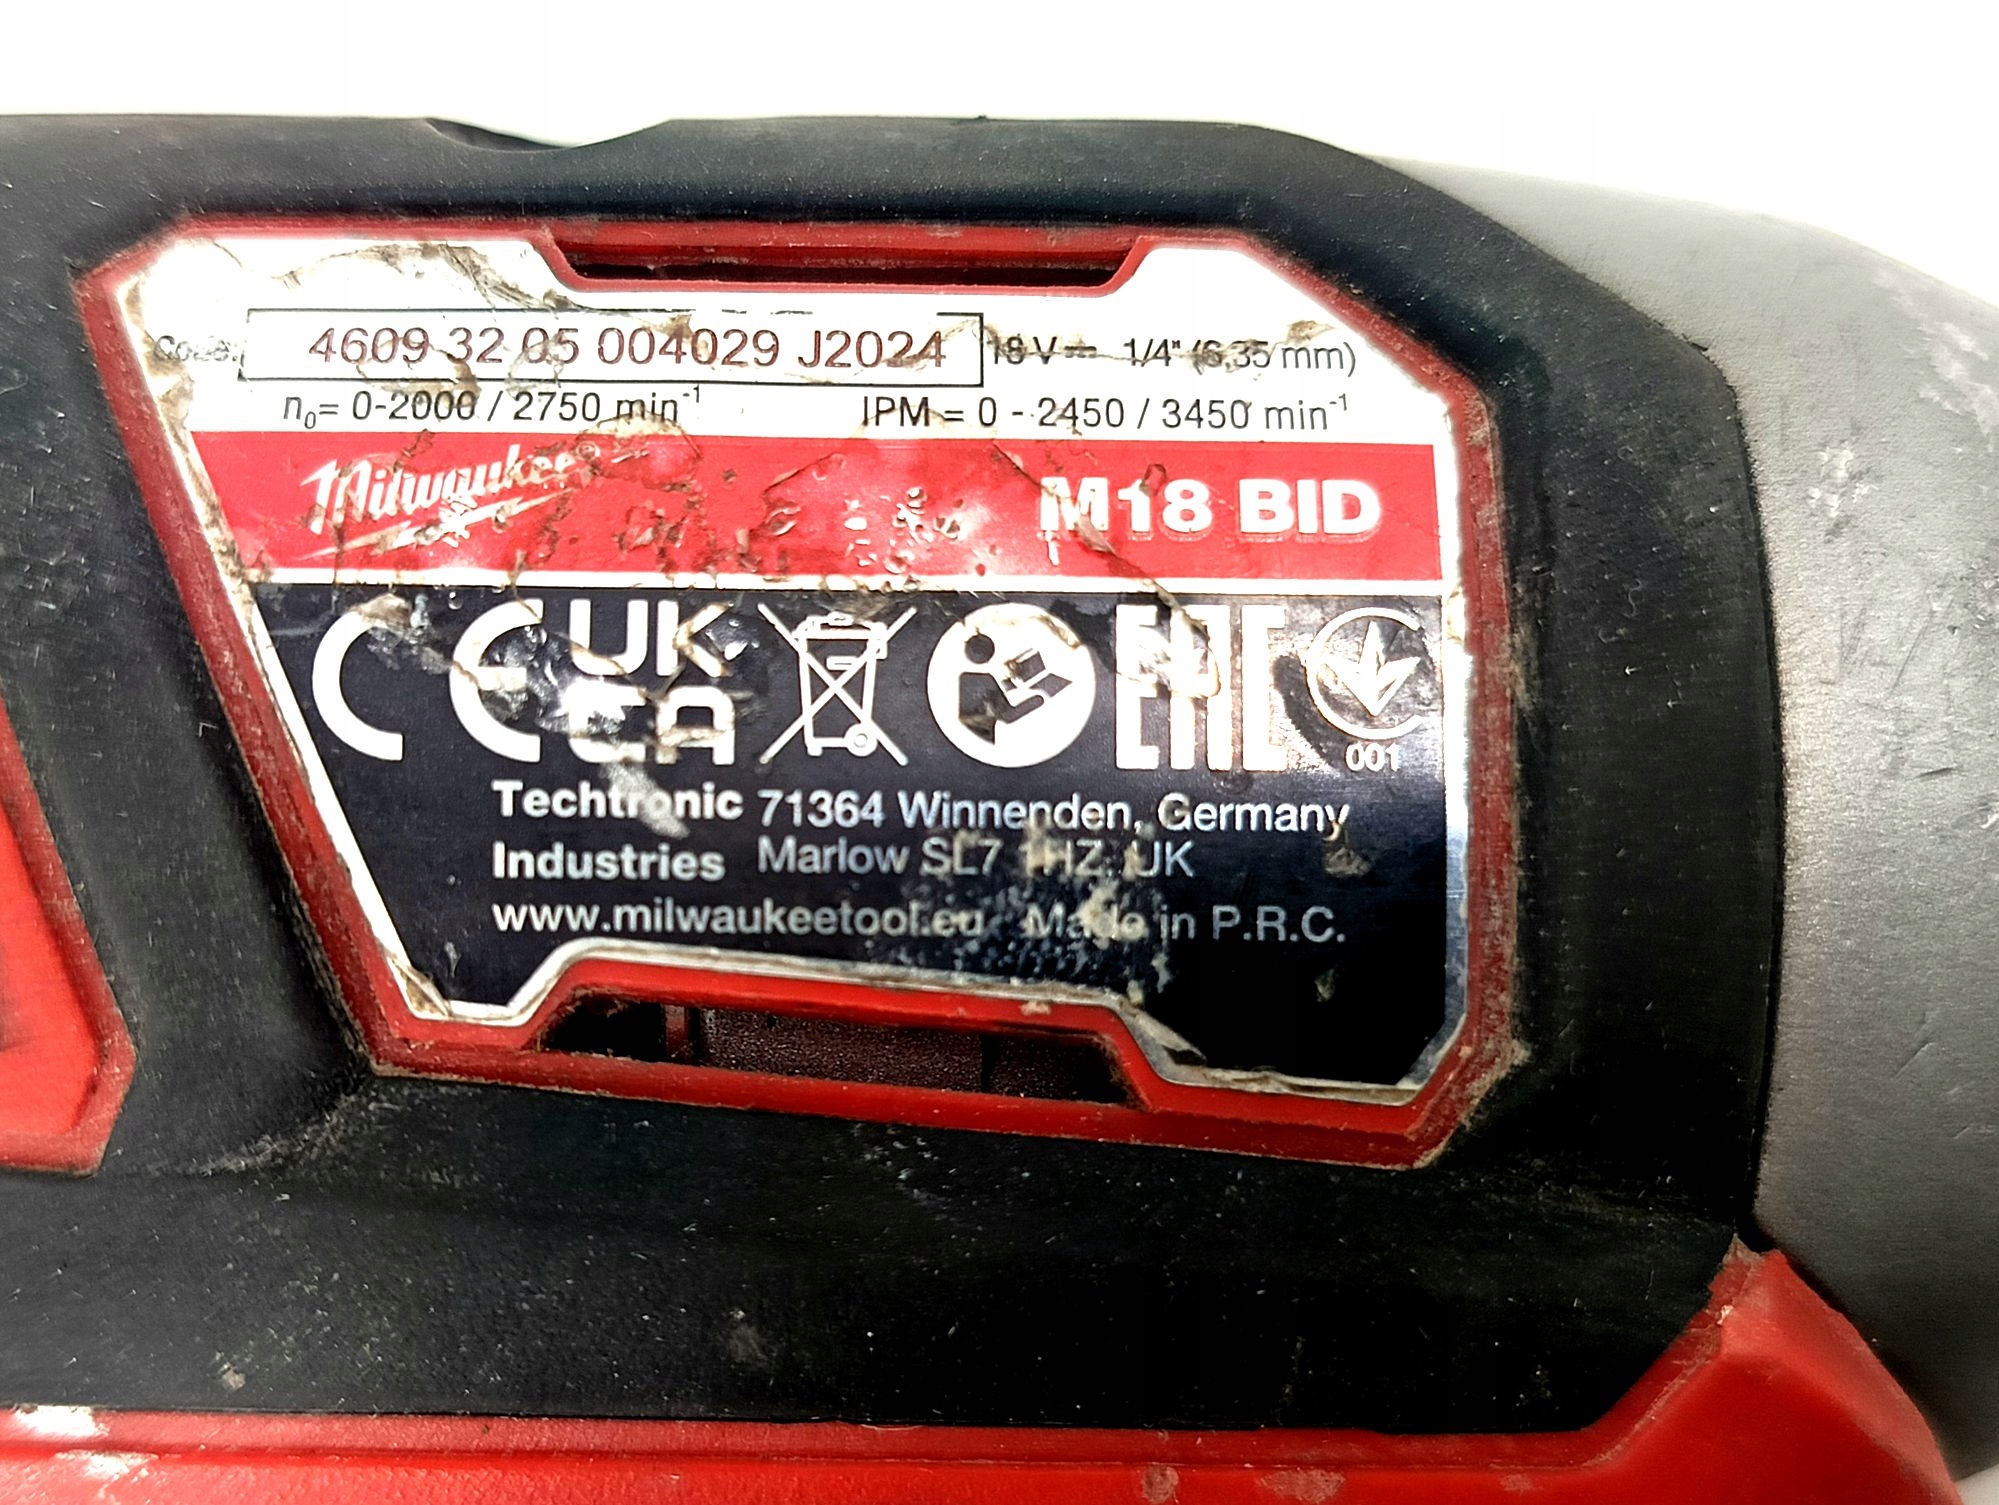 Code: 4609 32 05 004029 J2024 18 V⎓ 1/4" (6,35 mm)
n₀= 0-2000 / 2750 min⁻¹ IPM = 0 - 2450 / 3450 min⁻¹
Milwaukee® M18 BID
CE CE UK CA EAC 001
Techtronic 71364 Winnenden, Germany
Industries Marlow SL7 1HZ UK
www.milwaukeetool.eu Made in P.R.C.